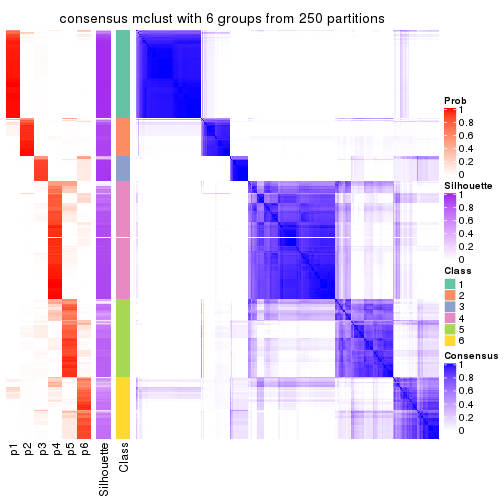 consensus mclust with 6 groups from 250 partitions
Prob
1
0.8
0.6
0.4
0.2
0
Silhouette
1
0.8
0.6
0.4
0.2
0
Class
1
2
3
4
5
6
Consensus
1
0.8
0.6
0.4
0.2
0
p1
p2
p3
p4
p5
p6
Silhouette
Class